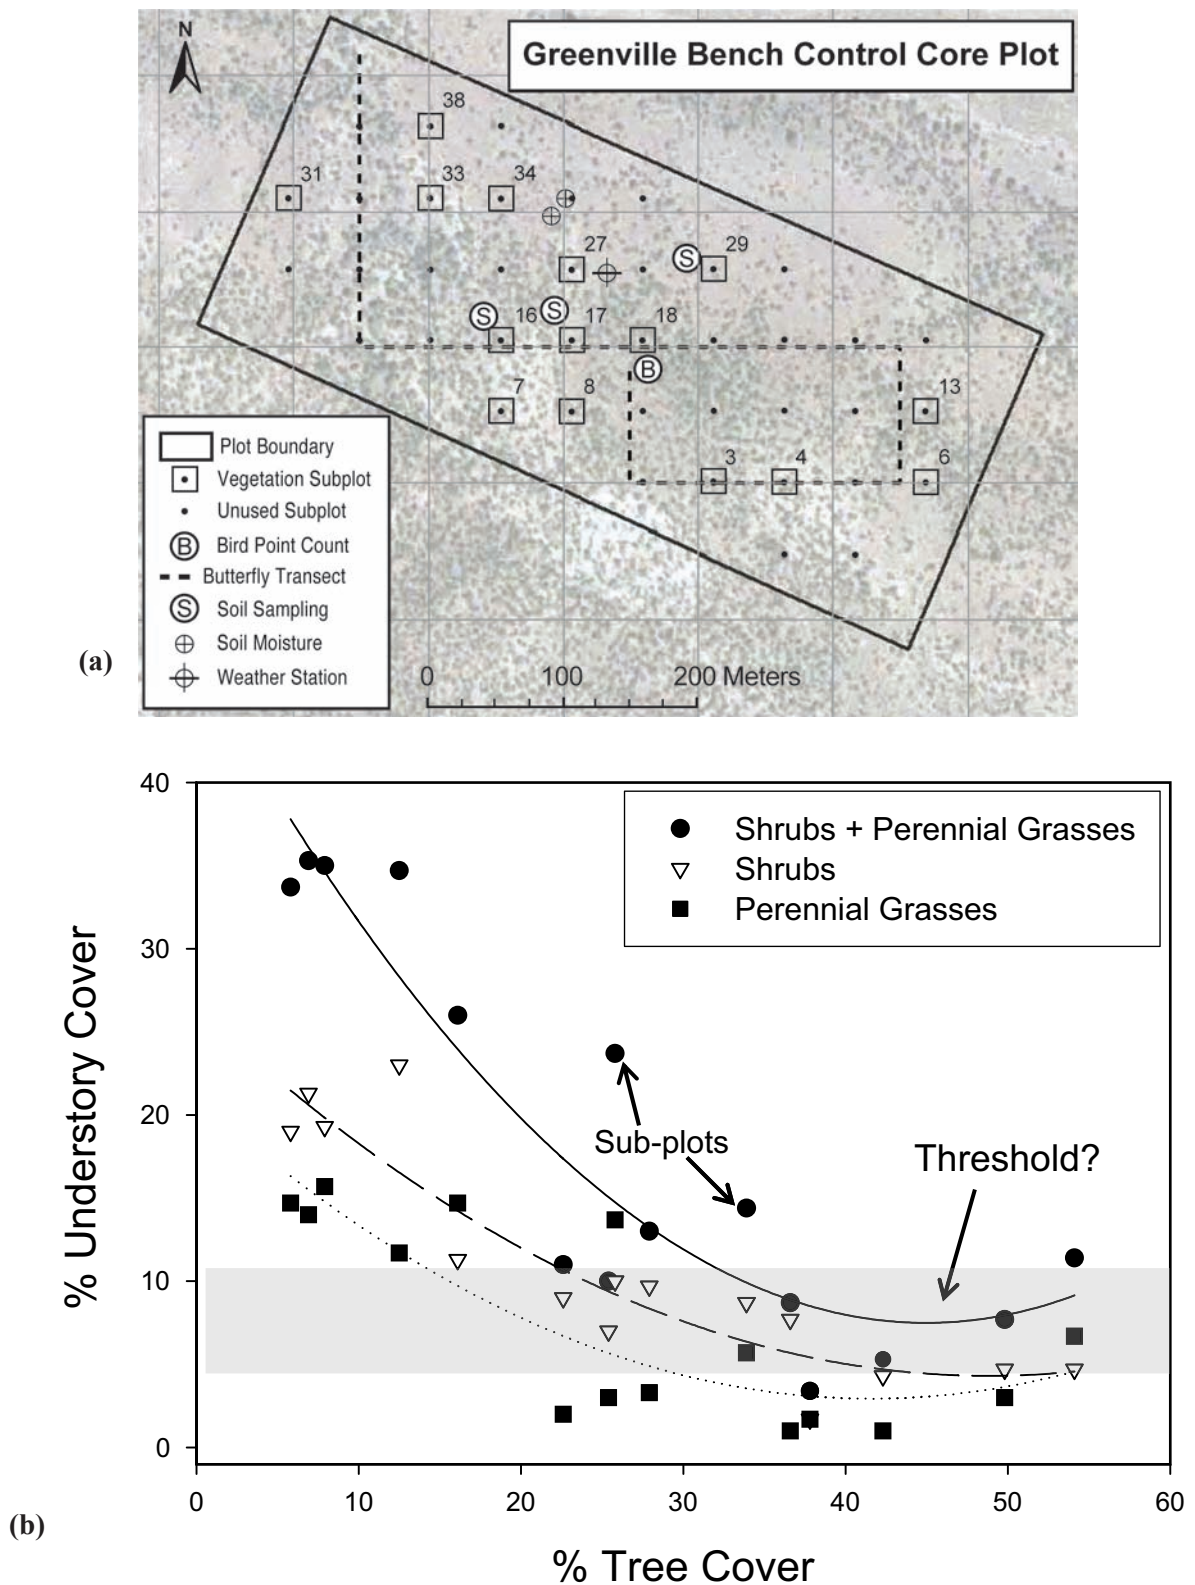 N
Greenville Bench Control Core Plot
38
31
33
34
27
S
29
S
16
S
17
18
B
7
8
13
3
4
6
Plot Boundary
Vegetation Subplot
Unused Subplot
B Bird Point Count
Butterfly Transect
S Soil Sampling
Soil Moisture
Weather Station
(a)
0 100 200 Meters
40
30
20
10
0
% Understory Cover
Shrubs + Perennial Grasses
Shrubs
Perennial Grasses
Sub-plots
Threshold?
0 10 20 30 40 50 60
(b)
% Tree Cover